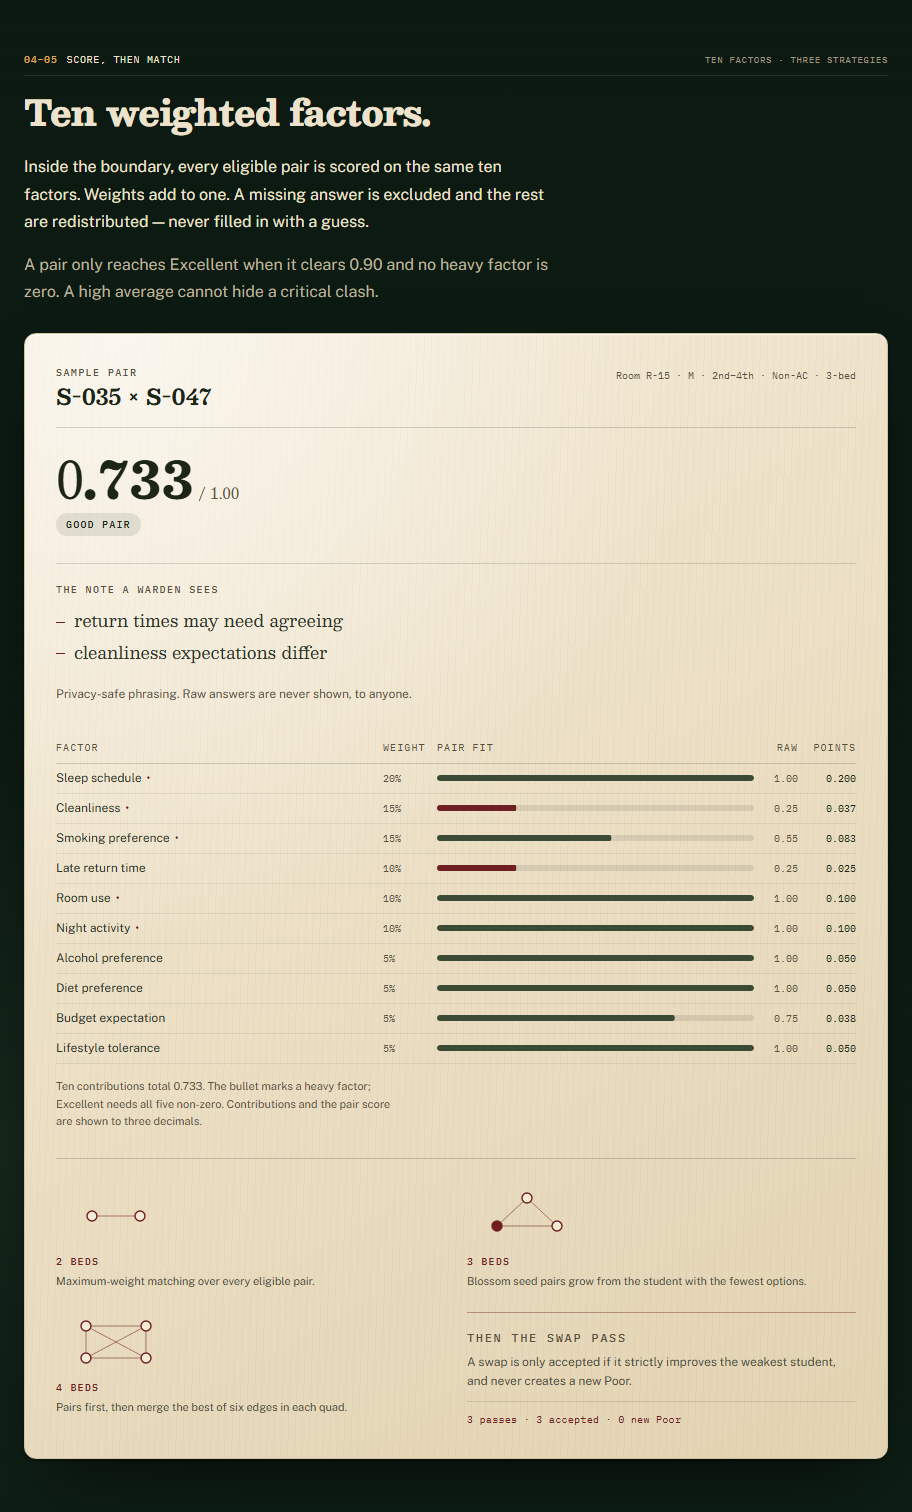 04–05 SCORE, THEN MATCH
TEN FACTORS · THREE STRATEGIES
Ten weighted factors.
Inside the boundary, every eligible pair is scored on the same ten
factors. Weights add to one. A missing answer is excluded and the rest
are redistributed — never filled in with a guess.
A pair only reaches Excellent when it clears 0.90 and no heavy factor is
zero. A high average cannot hide a critical clash.
SAMPLE PAIR
S-035 × S-047
Room R-15 · M · 2nd–4th · Non-AC · 3-bed
0.733 / 1.00
GOOD PAIR
THE NOTE A WARDEN SEES
– return times may need agreeing
– cleanliness expectations differ
Privacy-safe phrasing. Raw answers are never shown, to anyone.
FACTOR WEIGHT PAIR FIT RAW POINTS
Sleep schedule • 20% 1.00 0.200
Cleanliness • 15% 0.25 0.037
Smoking preference • 15% 0.55 0.083
Late return time 10% 0.25 0.025
Room use • 10% 1.00 0.100
Night activity • 10% 1.00 0.100
Alcohol preference 5% 1.00 0.050
Diet preference 5% 1.00 0.050
Budget expectation 5% 0.75 0.038
Lifestyle tolerance 5% 1.00 0.050
Ten contributions total 0.733. The bullet marks a heavy factor;
Excellent needs all five non-zero. Contributions and the pair score
are shown to three decimals.
2 BEDS
Maximum-weight matching over every eligible pair.
3 BEDS
Blossom seed pairs grow from the student with the fewest options.
4 BEDS
Pairs first, then merge the best of six edges in each quad.
THEN THE SWAP PASS
A swap is only accepted if it strictly improves the weakest student,
and never creates a new Poor.
3 passes · 3 accepted · 0 new Poor